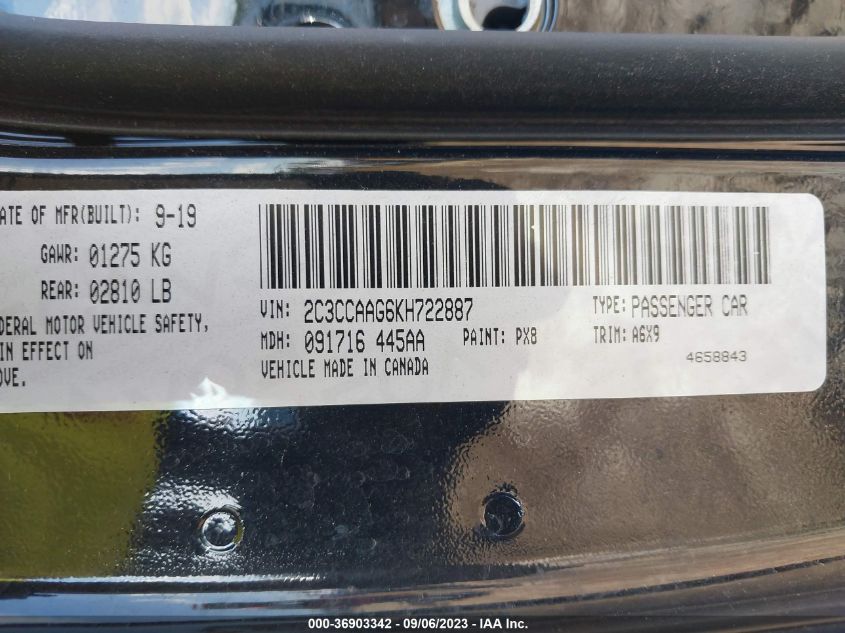 ATE OF MFR(BUILT): 9-19
GAWR: 01275 KG
REAR: 02810 LB
DERAL MOTOR VEHICLE SAFETY,
IN EFFECT ON
OVE.
VIN: 2C3CCAAG6KH722887 TYPE: PASSENGER CAR
MDH: 091716 445AA PAINT: PX8 TRIM: A6X9
VEHICLE MADE IN CANADA 4658843
000-36903342 - 09/06/2023 - IAA Inc.